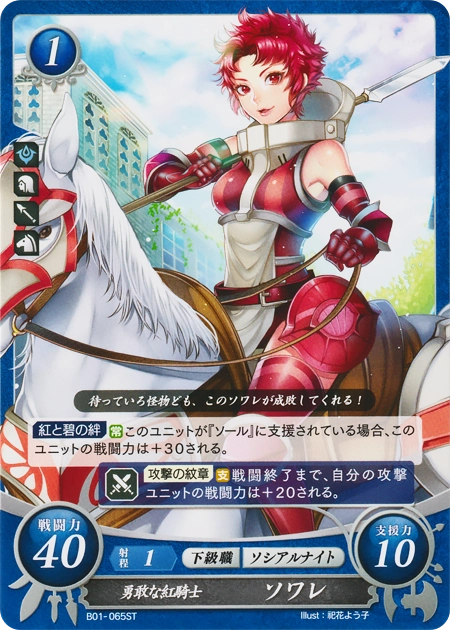 1
待っていろ怪物ども、このソワレが成敗してくれる！
紅と碧の絆 常このユニットが『ソール』に支援されている場合、この
ユニットの戦闘力は＋30される。
攻撃の紋章 支戦闘終了まで、自分の攻撃
ユニットの戦闘力は＋20される。
戦闘力
40
射程 1
下級職
ソシアルナイト
支援力
10
勇敢な紅騎士 ソワレ
B01-065ST
Illust：祀花よう子